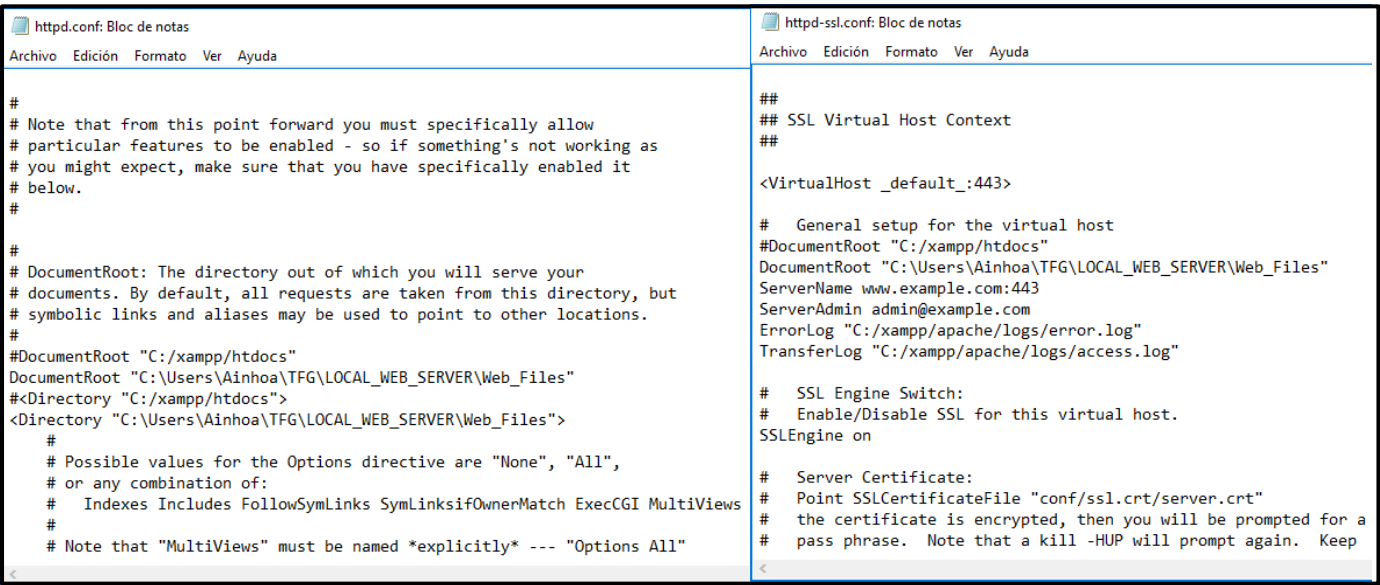 httpd.conf: Bloc de notas
Archivo Edición Formato Ver Ayuda
#
# Note that from this point forward you must specifically allow
# particular features to be enabled - so if something's not working as
# you might expect, make sure that you have specifically enabled it
# below.
#
#
# DocumentRoot: The directory out of which you will serve your
# documents. By default, all requests are taken from this directory, but
# symbolic links and aliases may be used to point to other locations.
#
#DocumentRoot "C:/xampp/htdocs"
DocumentRoot "C:\Users\Ainhoa\TFG\LOCAL_WEB_SERVER\Web_Files"
#<Directory "C:/xampp/htdocs">
<Directory "C:\Users\Ainhoa\TFG\LOCAL_WEB_SERVER\Web_Files">
    #
    # Possible values for the Options directive are "None", "All",
    # or any combination of:
    #   Indexes Includes FollowSymLinks SymLinksifOwnerMatch ExecCGI MultiViews
    #
    # Note that "MultiViews" must be named *explicitly* --- "Options All"
httpd-ssl.conf: Bloc de notas
Archivo Edición Formato Ver Ayuda
##
## SSL Virtual Host Context
##
<VirtualHost _default_:443>
#   General setup for the virtual host
#DocumentRoot "C:/xampp/htdocs"
DocumentRoot "C:\Users\Ainhoa\TFG\LOCAL_WEB_SERVER\Web_Files"
ServerName www.example.com:443
ServerAdmin admin@example.com
ErrorLog "C:/xampp/apache/logs/error.log"
TransferLog "C:/xampp/apache/logs/access.log"
#   SSL Engine Switch:
#   Enable/Disable SSL for this virtual host.
SSLEngine on
#   Server Certificate:
#   Point SSLCertificateFile "conf/ssl.crt/server.crt"
#   the certificate is encrypted, then you will be prompted for a
#   pass phrase.  Note that a kill -HUP will prompt again.  Keep